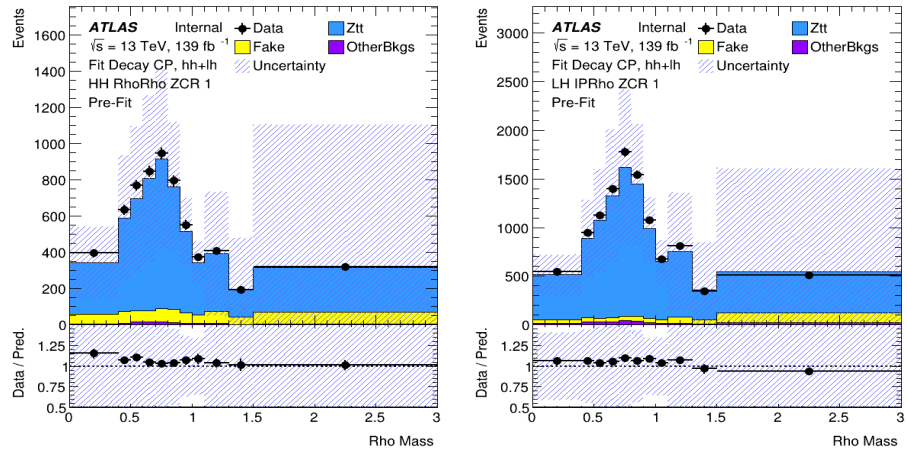 Events
ATLAS Internal
√s = 13 TeV, 139 fb -1
Fit Decay CP, hh+lh
HH RhoRho ZCR 1
Pre-Fit
Data
Ztt
Fake
OtherBkgs
Uncertainty
1600
1400
1200
1000
800
600
400
200
0
Data / Pred.
1.25
1
0.75
0.5
0 0.5 1 1.5 2 2.5 3
Rho Mass
Events
ATLAS Internal
√s = 13 TeV, 139 fb -1
Fit Decay CP, hh+lh
LH IPRho ZCR 1
Pre-Fit
Data
Ztt
Fake
OtherBkgs
Uncertainty
3000
2500
2000
1500
1000
500
0
Data / Pred.
1.25
1
0.75
0.5
0 0.5 1 1.5 2 2.5 3
Rho Mass